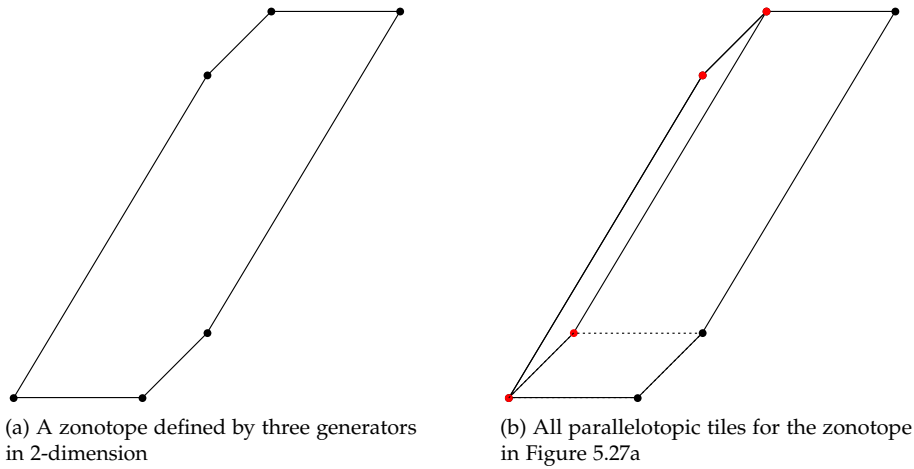 (a) A zonotope defined by three generators
in 2-dimension
(b) All parallelotopic tiles for the zonotope
in Figure 5.27a